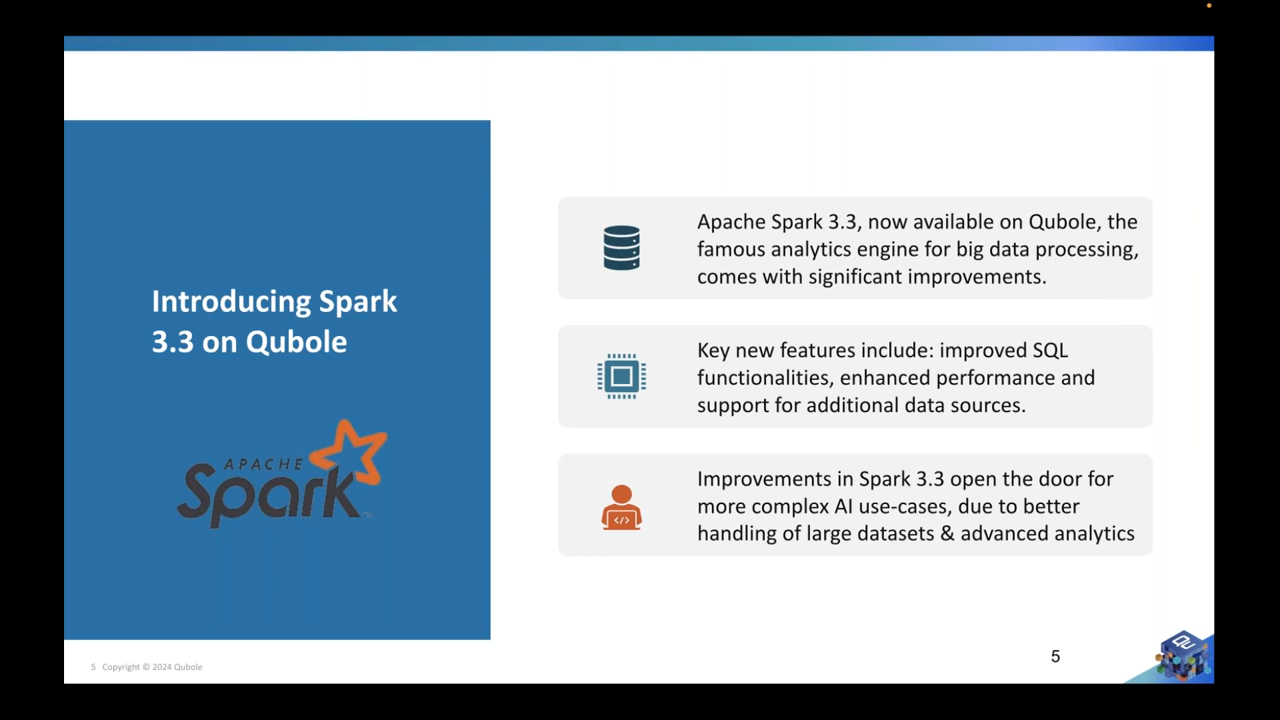 Introducing Spark
3.3 on Qubole
APACHE
Spark
Apache Spark 3.3, now available on Qubole, the
famous analytics engine for big data processing,
comes with significant improvements.
Key new features include: improved SQL
functionalities, enhanced performance and
support for additional data sources.
</>
Improvements in Spark 3.3 open the door for
more complex AI use-cases, due to better
handling of large datasets & advanced analytics
5 Copyright © 2024 Qubole
5
Qu